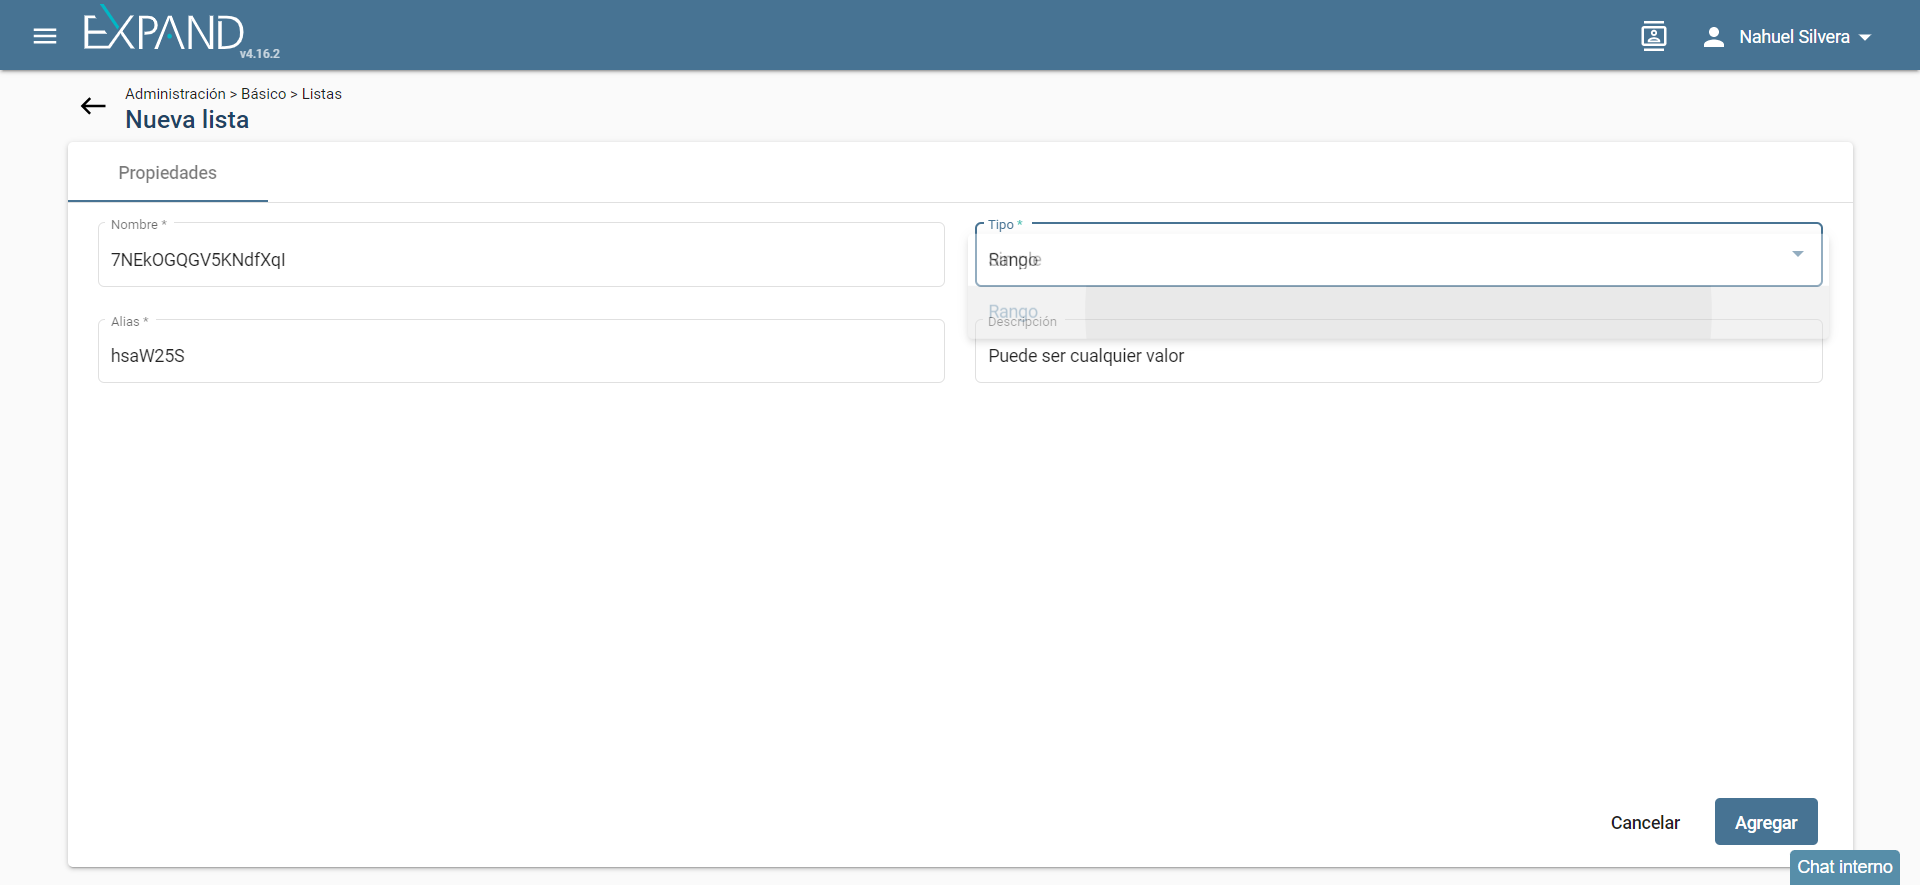 EXPAND
v4.16.2
Nahuel Silvera
Administración > Básico > Listas
Nueva lista
Propiedades
Nombre *
7NEkOGQGV5KNdfXqI
Tipo *
Rango
Rango
Alias *
hsaW25S
Descripción
Puede ser cualquier valor
Cancelar
Agregar
Chat interno